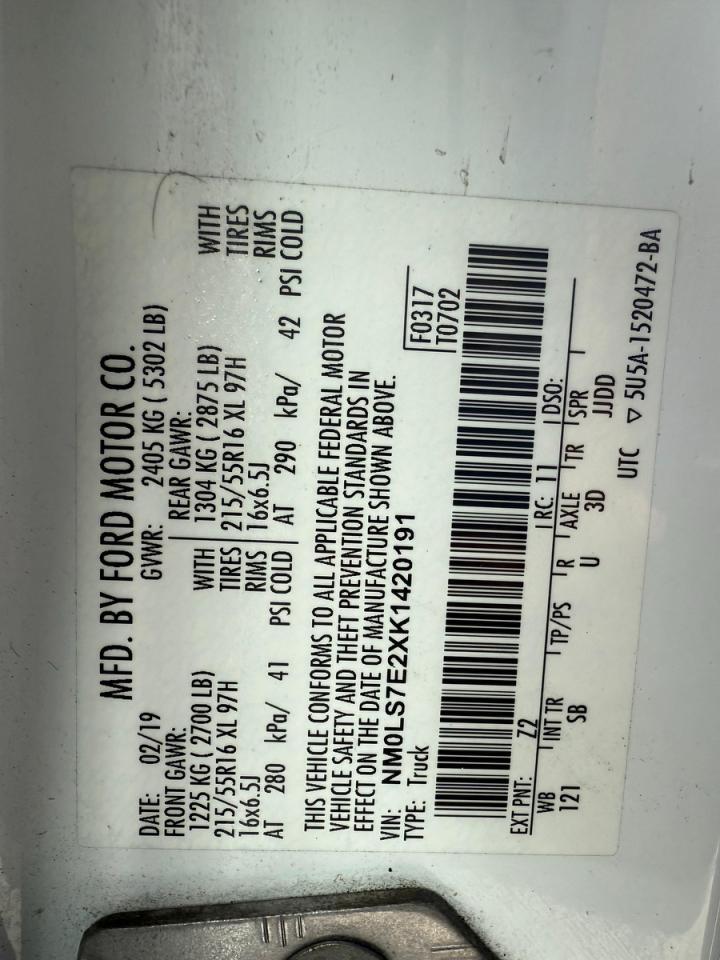 MFD. BY FORD MOTOR CO.
DATE: 02/19 GVWR: 2405 KG ( 5302 LB)
FRONT GAWR: REAR GAWR:
1225 KG ( 2700 LB) WITH 1304 KG ( 2875 LB) WITH
215/55R16 XL 97H TIRES 215/55R16 XL 97H TIRES
16x6.5J RIMS 16x6.5J RIMS
AT 280 kPa/ 41 PSI COLD AT 290 kPa/ 42 PSI COLD
THIS VEHICLE CONFORMS TO ALL APPLICABLE FEDERAL MOTOR
VEHICLE SAFETY AND THEFT PREVENTION STANDARDS IN
EFFECT ON THE DATE OF MANUFACTURE SHOWN ABOVE.
VIN: NM0LS7E2XK1420191
TYPE: Truck
F0317
T0702
EXT PNT: Z2 RC: 11 DSO:
WB INT TR TP/PS R AXLE TR SPR
121 SB U 3D JJDD
UTC ▽ 5U5A-1520472-BA